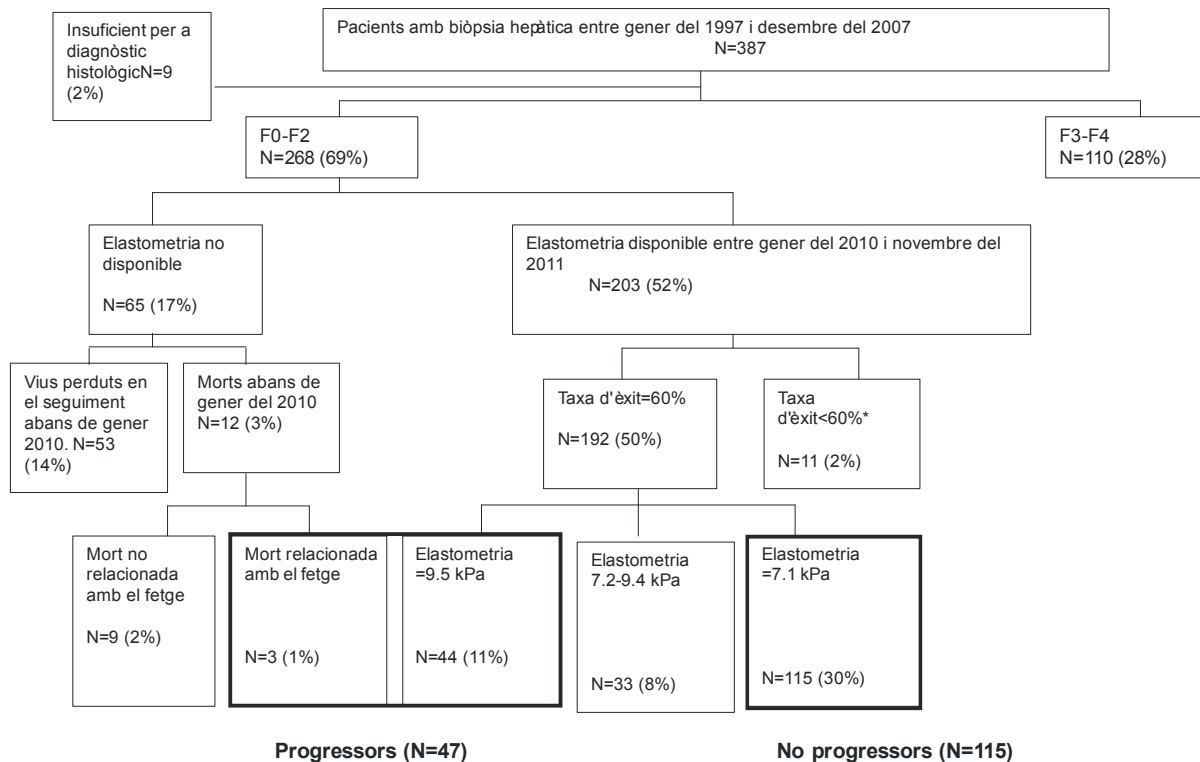 Insuficient per a
diagnòstic
histològicN=9
(2%)
Pacients amb biòpsia hepàtica entre gener del 1997 i desembre del 2007
N=387
F0-F2
N=268 (69%)
F3-F4
N=110 (28%)
Elastometria no
disponible
N=65 (17%)
Elastometria disponible entre gener del 2010 i novembre del
2011
N=203 (52%)
Vius perduts en
el seguiment
abans de gener
2010. N=53
(14%)
Morts abans de
gener del 2010
N=12 (3%)
Taxa d'èxit=60%
N=192 (50%)
Taxa
d'èxit<60%*
N=11 (2%)
Mort no
relacionada
amb el fetge
N=9 (2%)
Mort relacionada
amb el fetge
N=3 (1%)
Elastometria
=9.5 kPa
N=44 (11%)
Elastometria
7.2-9.4 kPa
N=33 (8%)
Elastometria
=7.1 kPa
N=115 (30%)
Progressors (N=47)
No progressors (N=115)